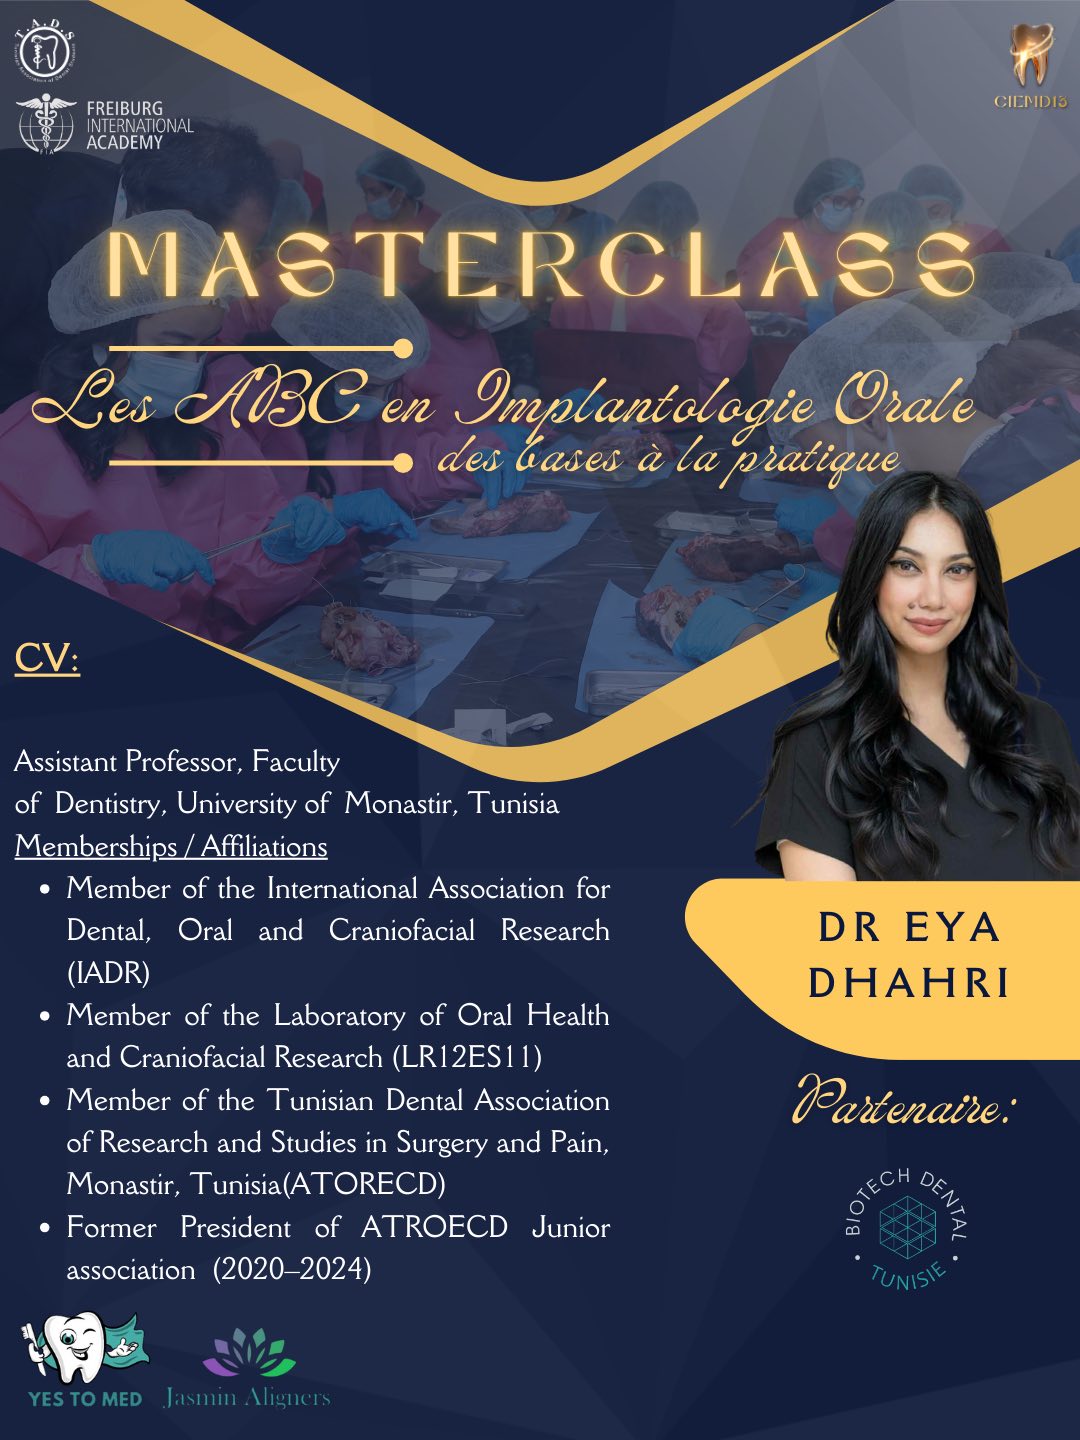 T.A.D.S
FREIBURG
INTERNATIONAL
ACADEMY
FIA
CIEMD13
MASTERCLASS
Les ABC en Implantologie Orale
des bases à la pratique
CV:
Assistant Professor, Faculty
of Dentistry, University of Monastir, Tunisia
Memberships / Affiliations
• Member of the International Association for
Dental, Oral and Craniofacial Research
(IADR)
• Member of the Laboratory of Oral Health
and Craniofacial Research (LR12ES11)
• Member of the Tunisian Dental Association
of Research and Studies in Surgery and Pain,
Monastir, Tunisia(ATORECD)
• Former President of ATROECD Junior
association (2020–2024)
DR EYA
DHAHRI
Partenaire:
BIOTECH DENTAL
• TUNISIE •
YES TO MED
Jasmin Aligners